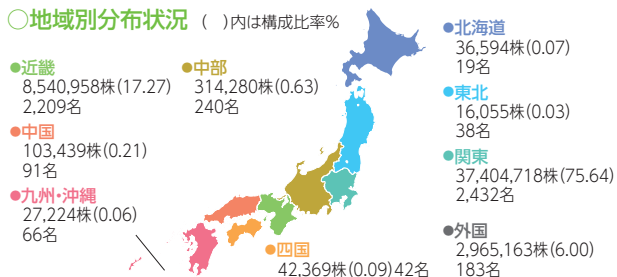 ○地域別分布状況 (　)内は構成比率%
●近畿
8,540,958株(17.27)
2,209名
●中部
314,280株(0.63)
240名
●中国
103,439株(0.21)
91名
●九州・沖縄
27,224株(0.06)
66名
●四国
42,369株(0.09)42名
●北海道
36,594株(0.07)
19名
●東北
16,055株(0.03)
38名
●関東
37,404,718株(75.64)
2,432名
●外国
2,965,163株(6.00)
183名